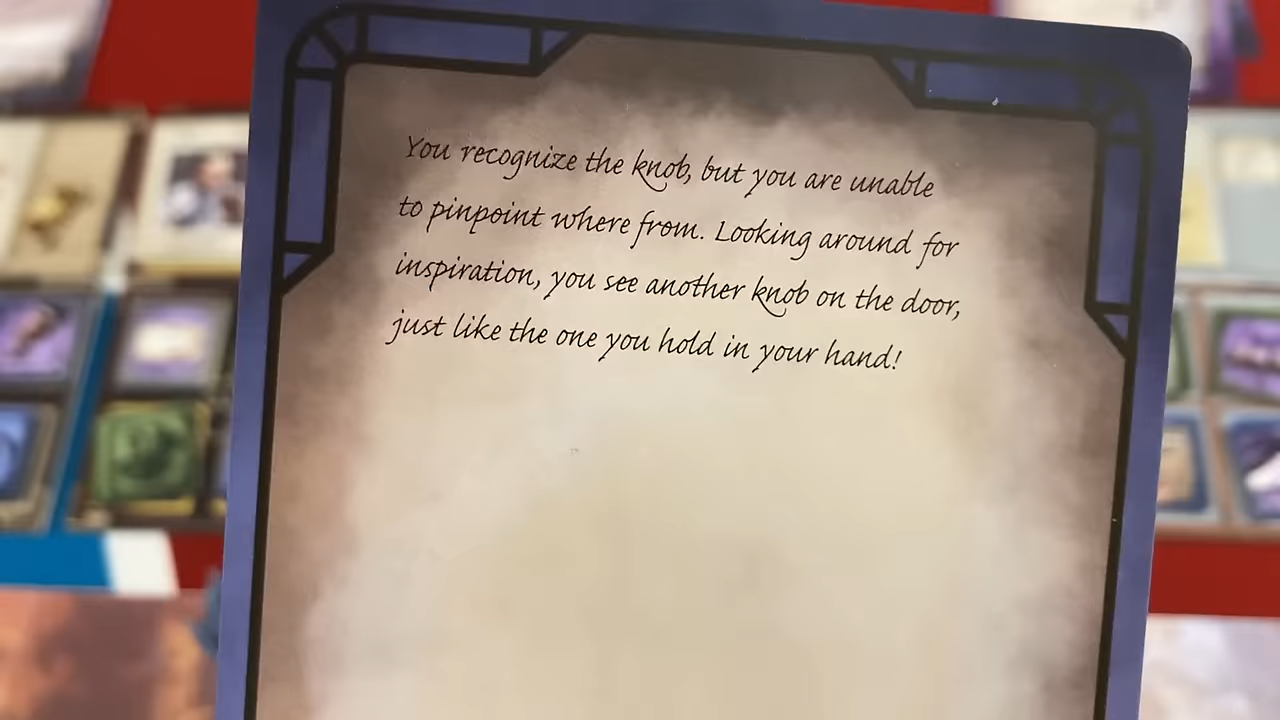 You recognize the knob, but you are unable
to pinpoint where from. Looking around for
inspiration, you see another knob on the door,
just like the one you hold in your hand!